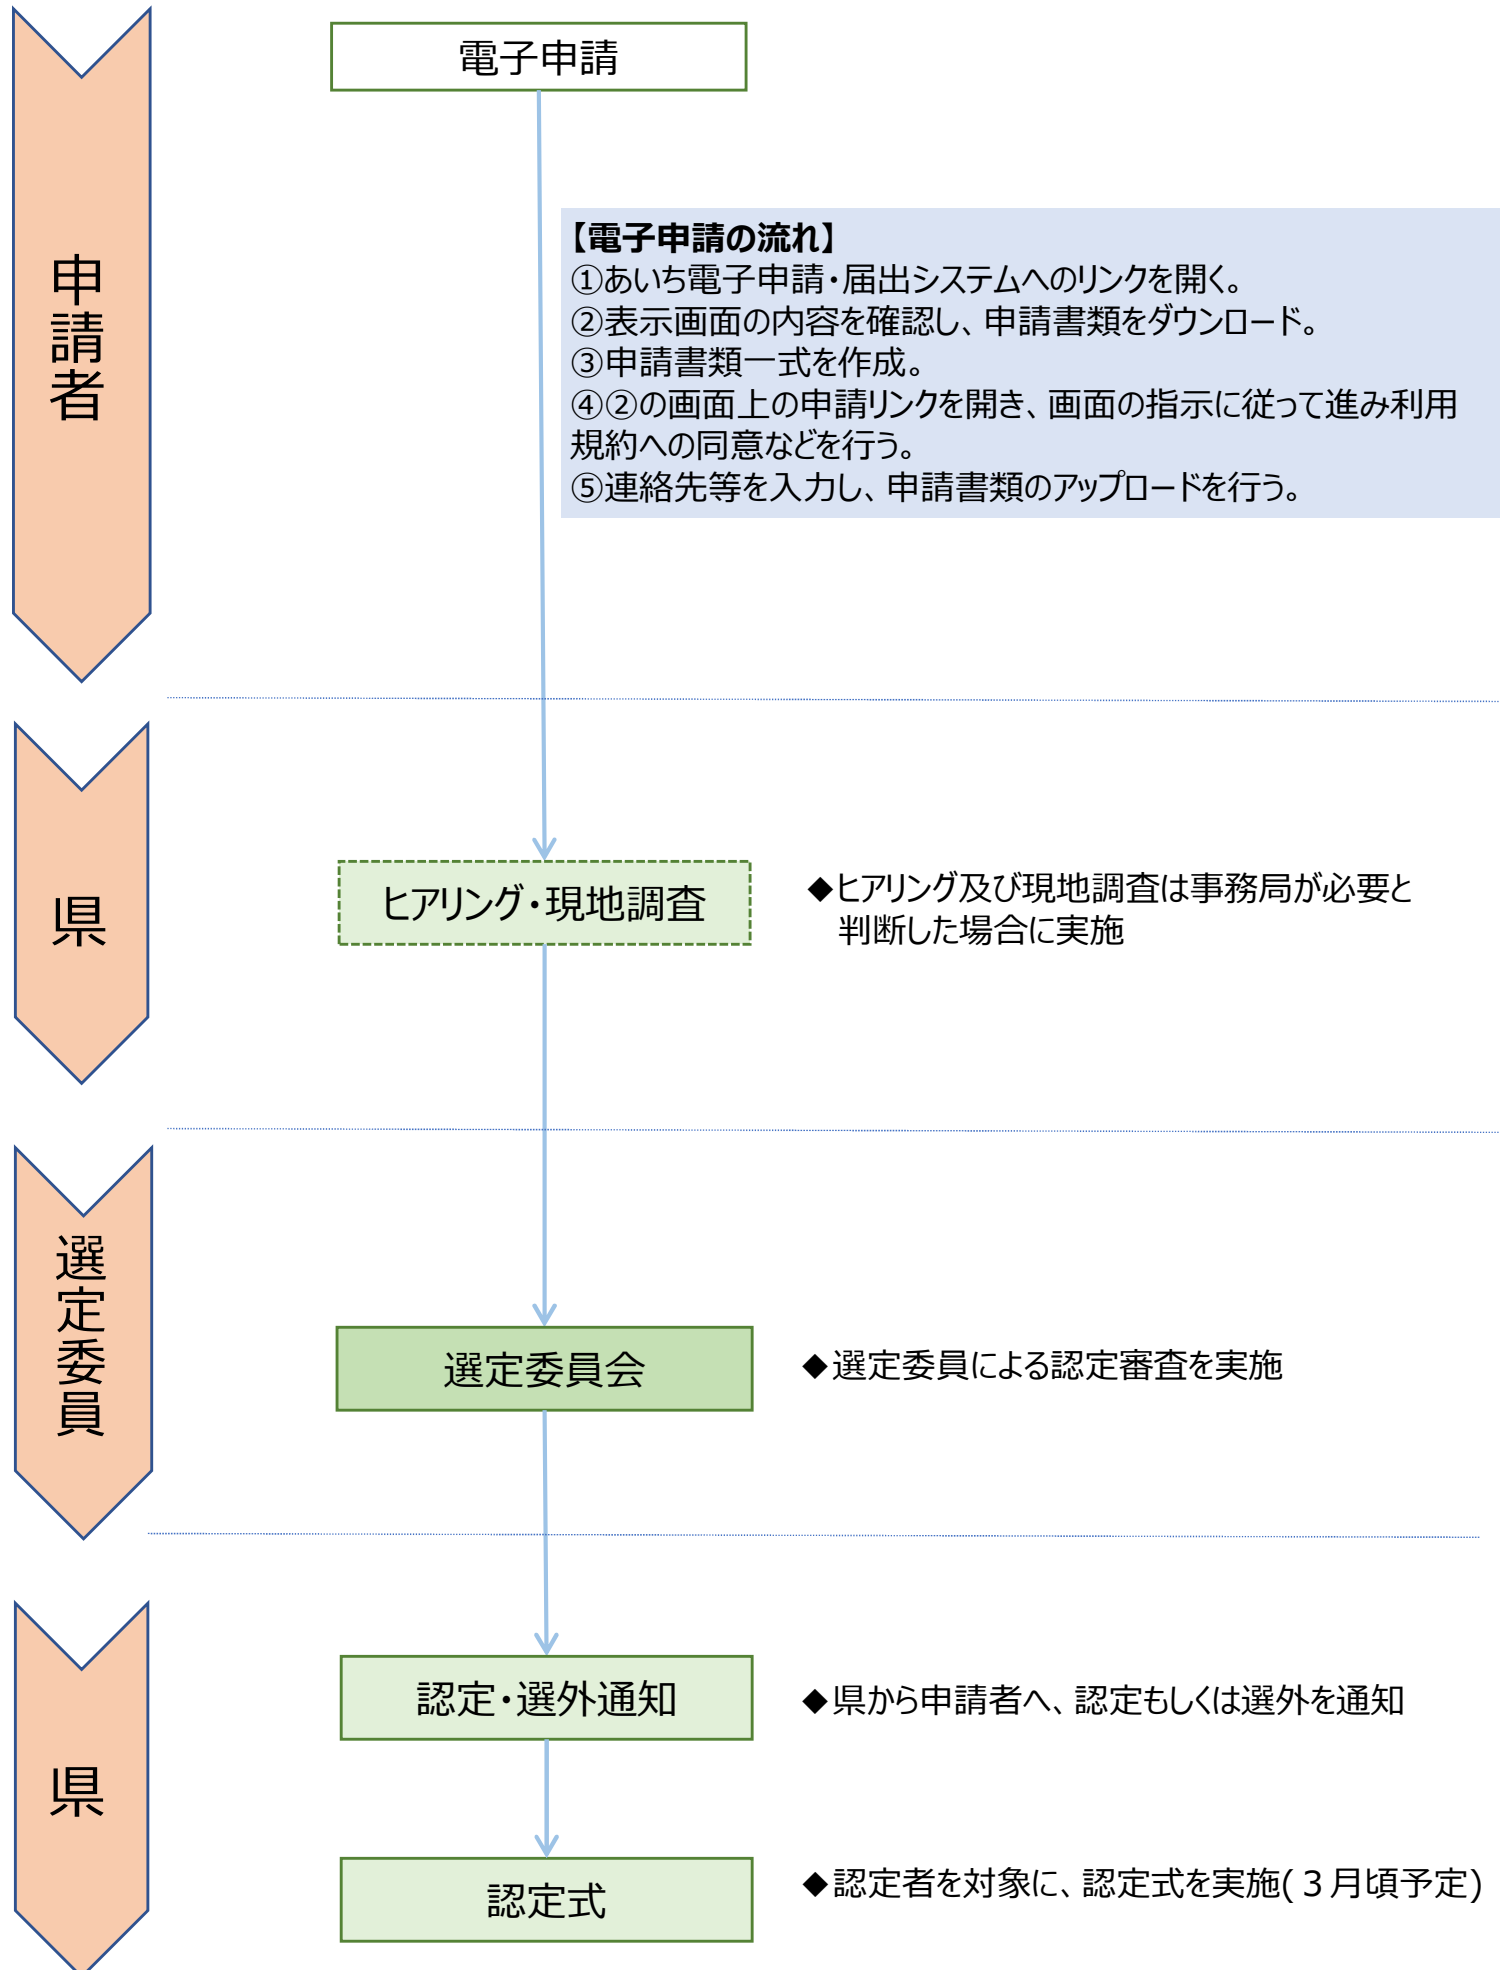 電子申請
申請者
【電子申請の流れ】
①あいち電子申請・届出システムへのリンクを開く。
②表示画面の内容を確認し、申請書類をダウンロード。
③申請書類一式を作成。
④②の画面上の申請リンクを開き、画面の指示に従って進み利用
規約への同意などを行う。
⑤連絡先等を入力し、申請書類のアップロードを行う。
県
ヒアリング・現地調査
◆ヒアリング及び現地調査は事務局が必要と
判断した場合に実施
選定委員
選定委員会
◆選定委員による認定審査を実施
県
認定・選外通知
◆県から申請者へ、認定もしくは選外を通知
認定式
◆認定者を対象に、認定式を実施(３月頃予定)